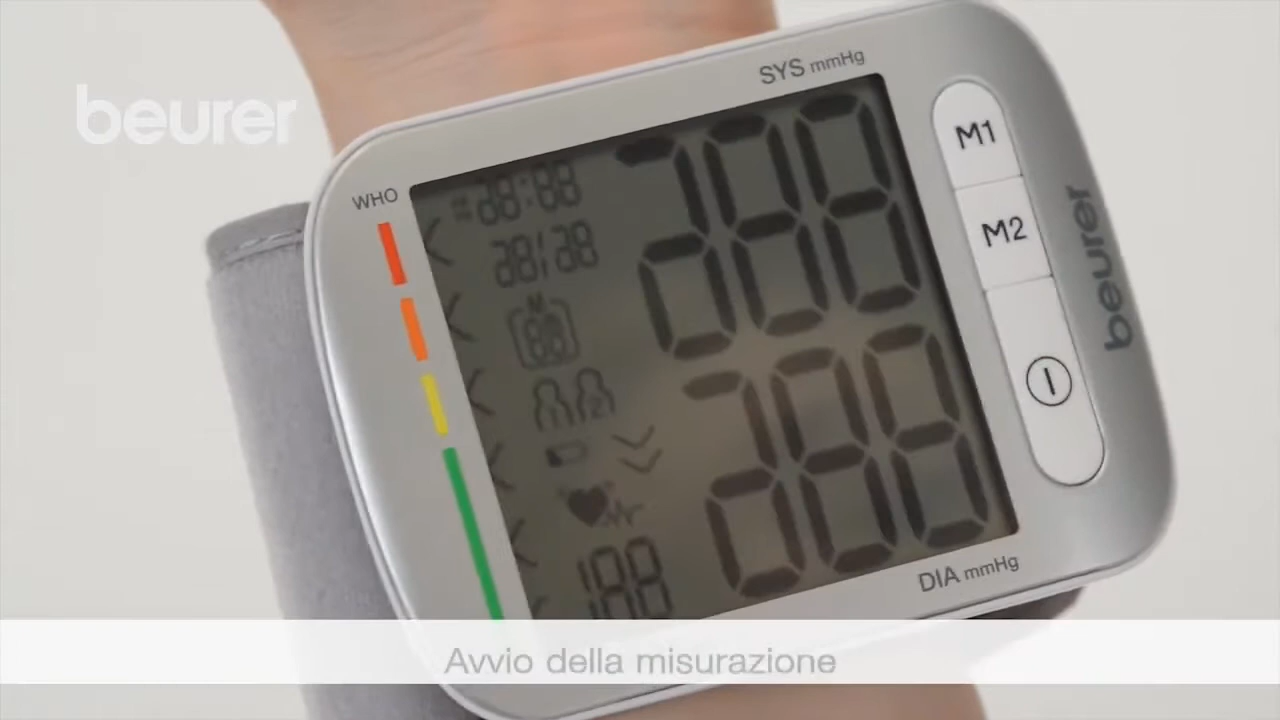 beurer
SYS mmHg
WHO
M1
M2
beurer
DIA mmHg
Avvio della misurazione